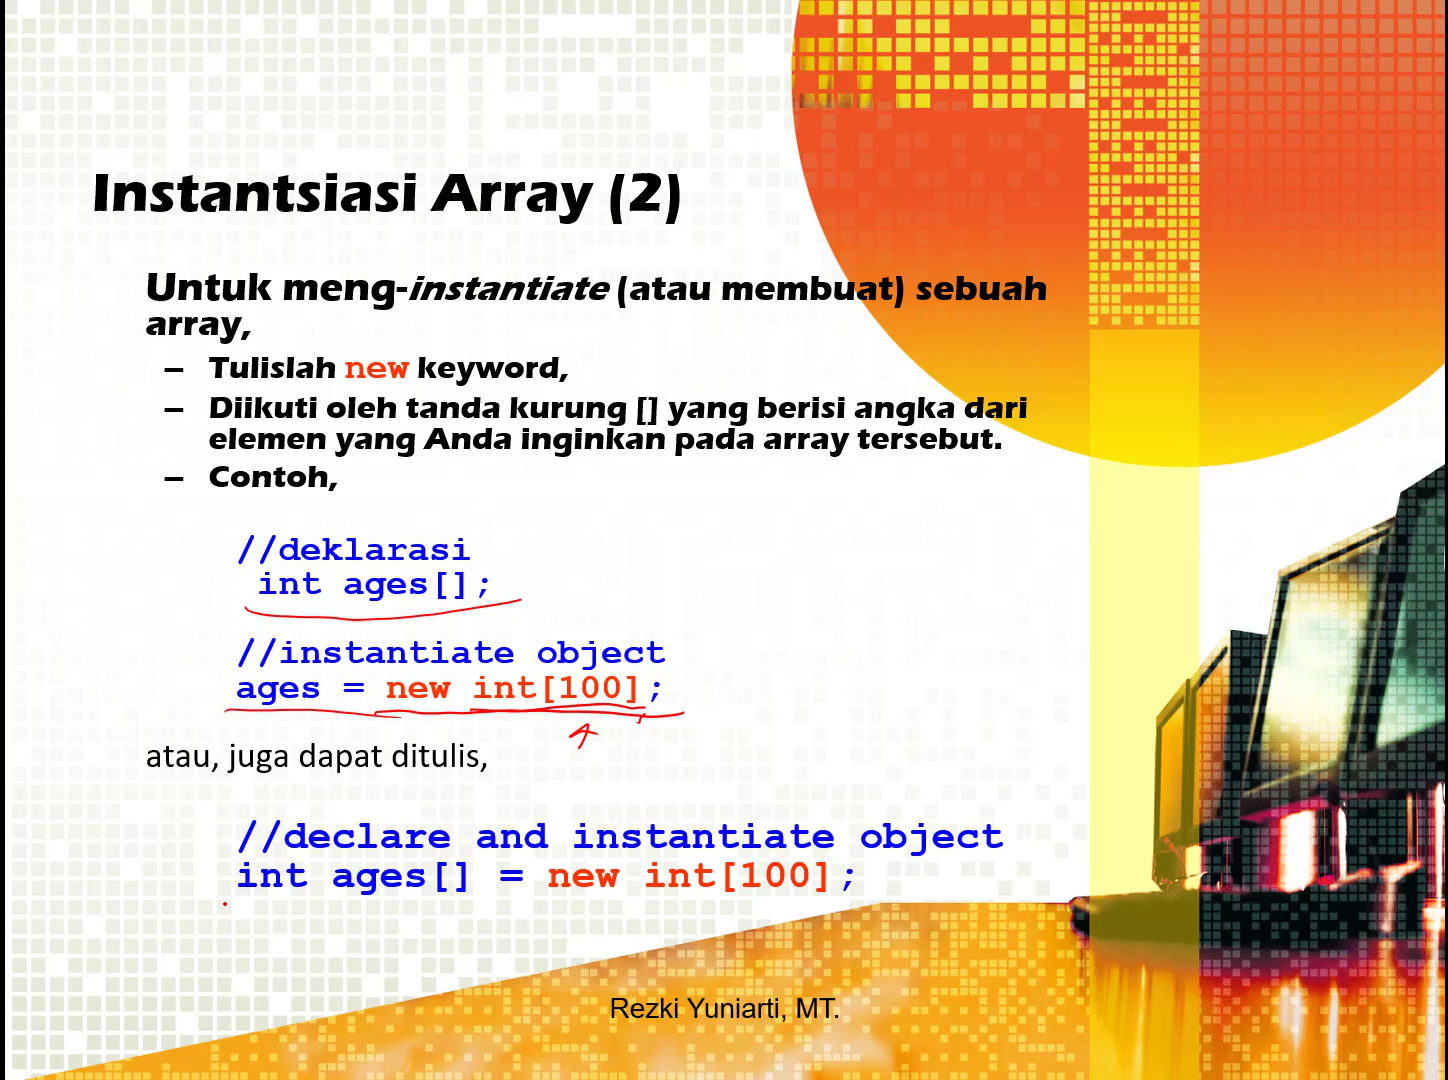 Instantsiasi Array (2)
Untuk meng-instantiate (atau membuat) sebuah
array,
– Tulislah new keyword,
– Diikuti oleh tanda kurung [] yang berisi angka dari
elemen yang Anda inginkan pada array tersebut.
– Contoh,
//deklarasi
int ages[];
//instantiate object
ages = new int[100];
atau, juga dapat ditulis,
//declare and instantiate object
int ages[] = new int[100];
Rezki Yuniarti, MT.